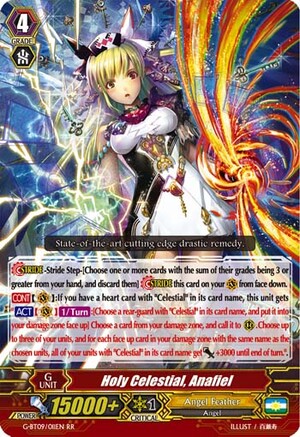 4
GRADE
State-of-the-art cutting edge drastic remedy.
STRIDE -Stride Step-[Choose one or more cards with the sum of their grades being 3 or
greater from your hand, and discard them] STRIDE this card on your from face down.
CONT :If you have a heart card with "Celestial" in its card name, this unit gets
ACT 1/Turn :[Choose a rear-guard with "Celestial" in its card name, and put it into
your damage zone face up] Choose a card from your damage zone, and call it to . Choose up
to three of your units, and for each face up card in your damage zone with the same name as the
chosen units, all of your units with "Celestial" in its card name get +3000 until end of turn.".
G
UNIT
Holy Celestial, Anafiel
POWER
15000+
1
CRITICAL
Angel Feather
Angel
G-BT09/011EN RR
ILLUST / 百瀬寿